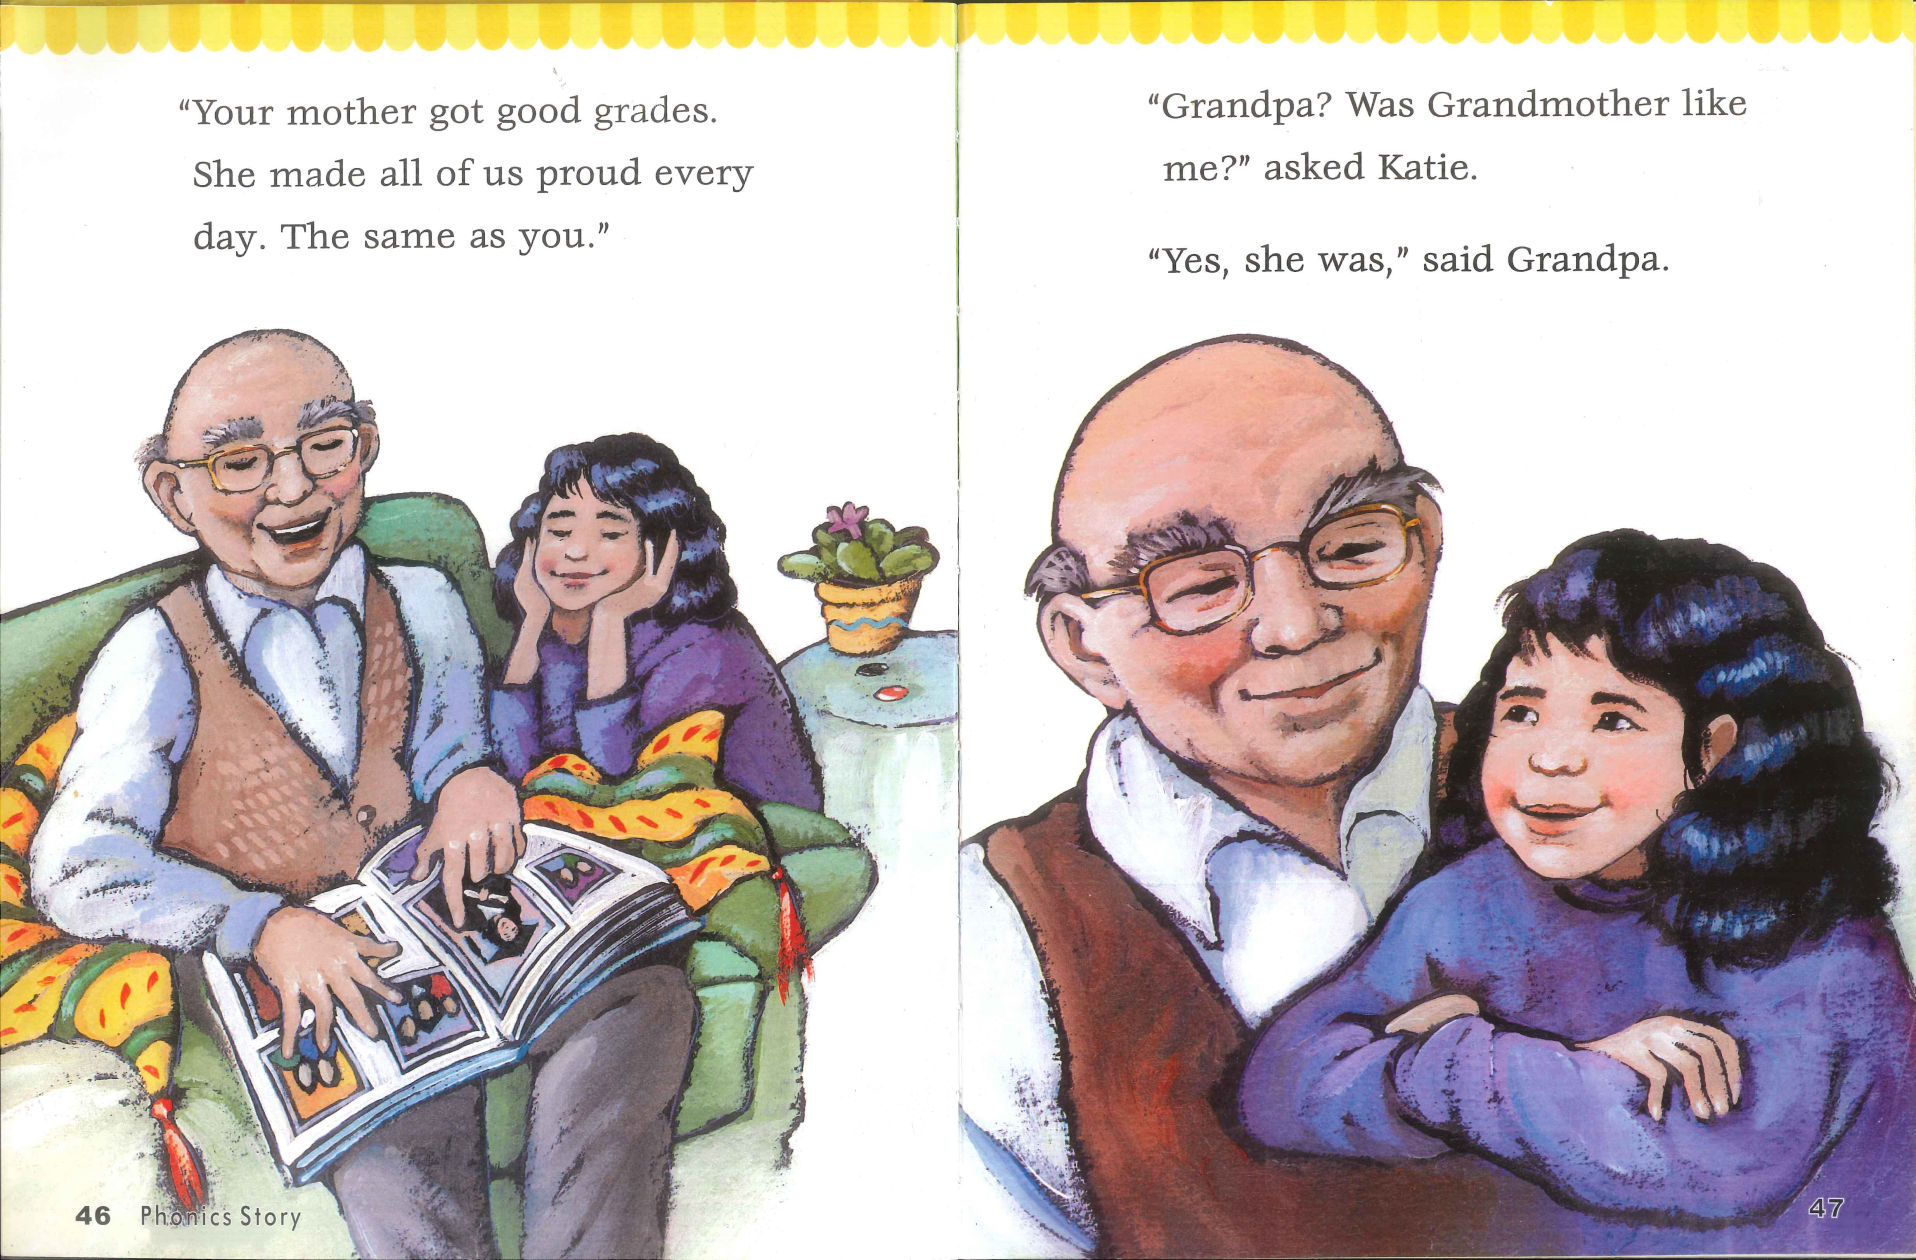 “Your mother got good grades.
She made all of us proud every
day. The same as you.”
46 Phonics Story
“Grandpa? Was Grandmother like
me?” asked Katie.
“Yes, she was,” said Grandpa.
47